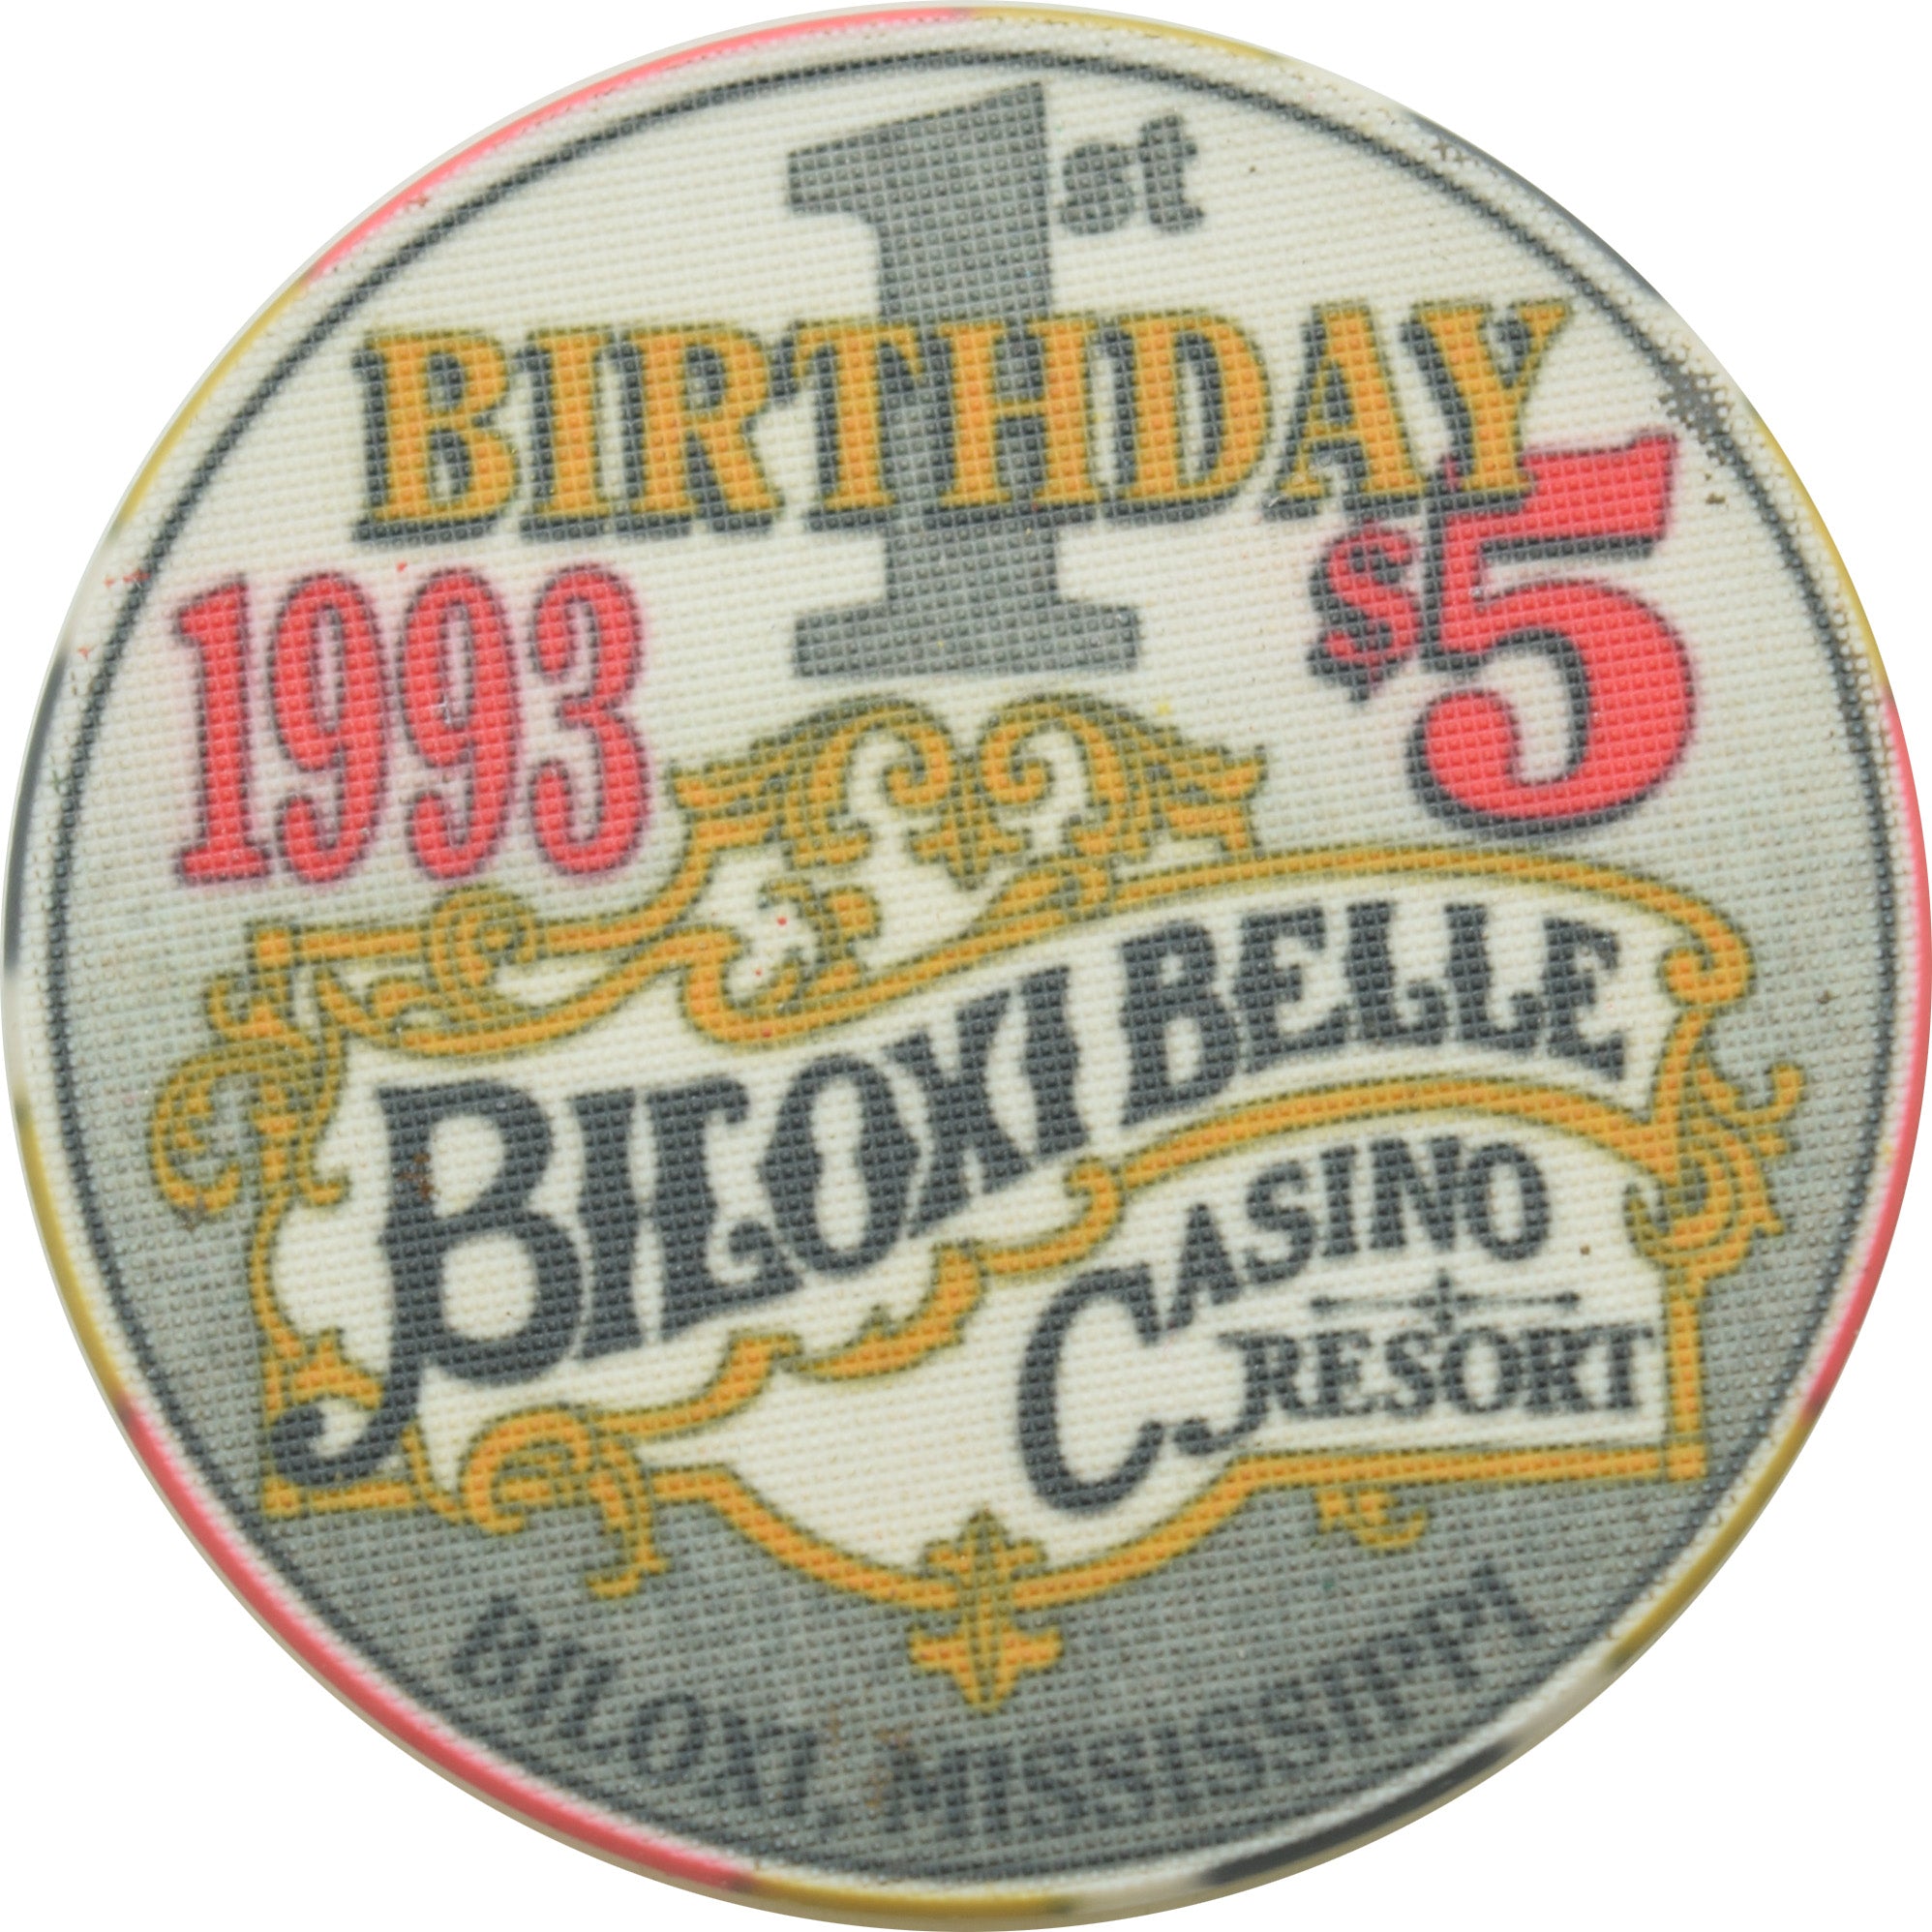 1st
BIRTHDAY
1993
$5
BILOXI BELLE
CASINO
RESORT
BILOXI, MISSISSIPPI